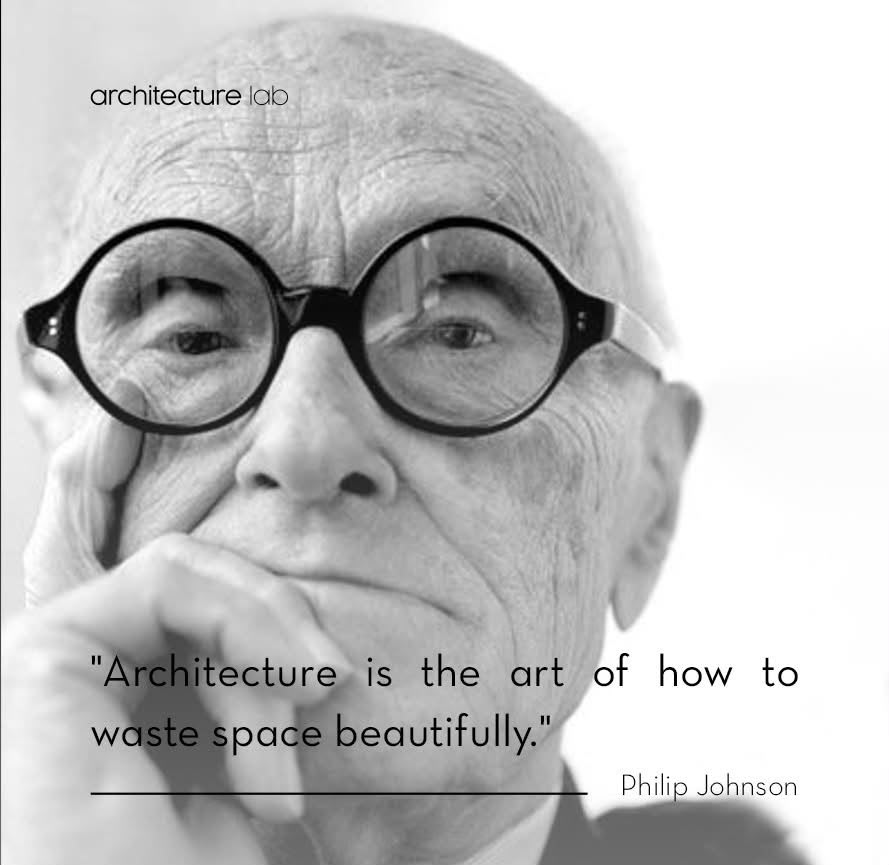 architecture lab
"Architecture is the art of how to
waste space beautifully."
Philip Johnson